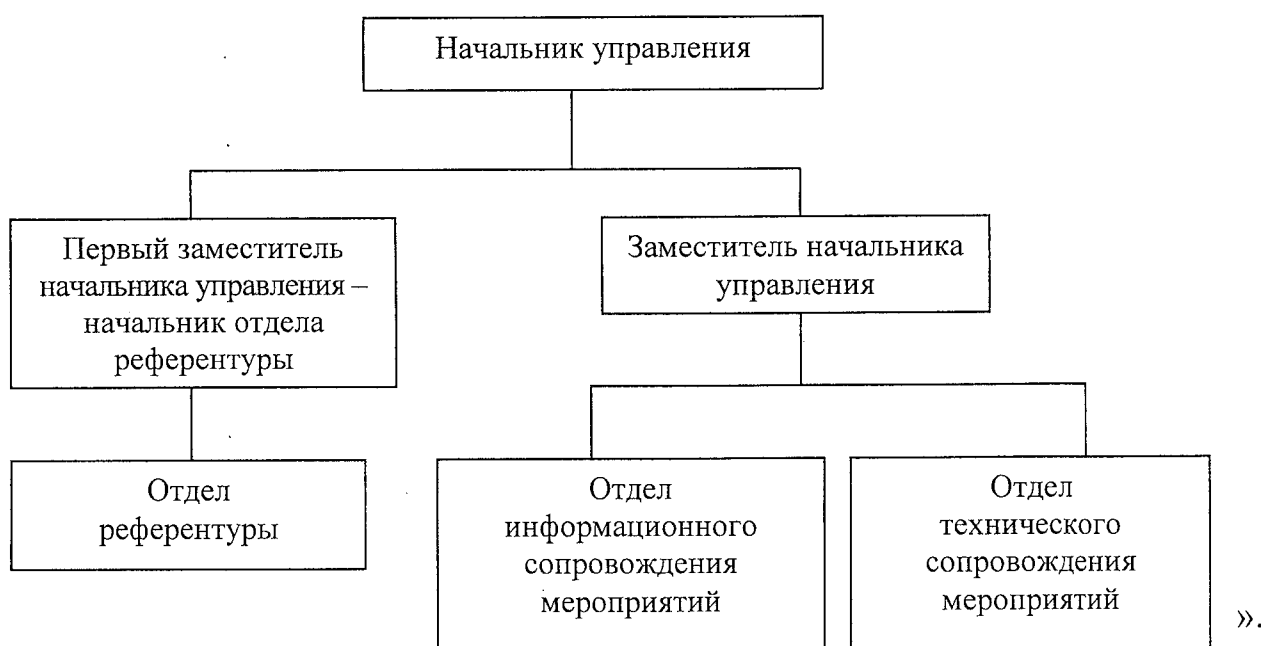 Начальник управления
Первый заместитель
начальника управления –
начальник отдела
референтуры
Заместитель начальника
управления
Отдел
референтуры
Отдел
информационного
сопровождения
мероприятий
Отдел
технического
сопровождения
мероприятий
».